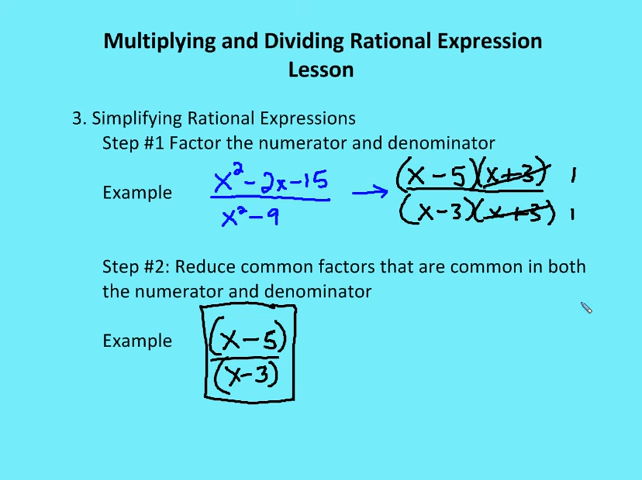 Multiplying and Dividing Rational Expression
Lesson
3. Simplifying Rational Expressions
Step #1 Factor the numerator and denominator
Example x² - 2x - 15 → (x - 5)(x + 3) 1
x² - 9 (x - 3)(x + 3) 1
Step #2: Reduce common factors that are common in both
the numerator and denominator
Example (x - 5)
(x - 3)